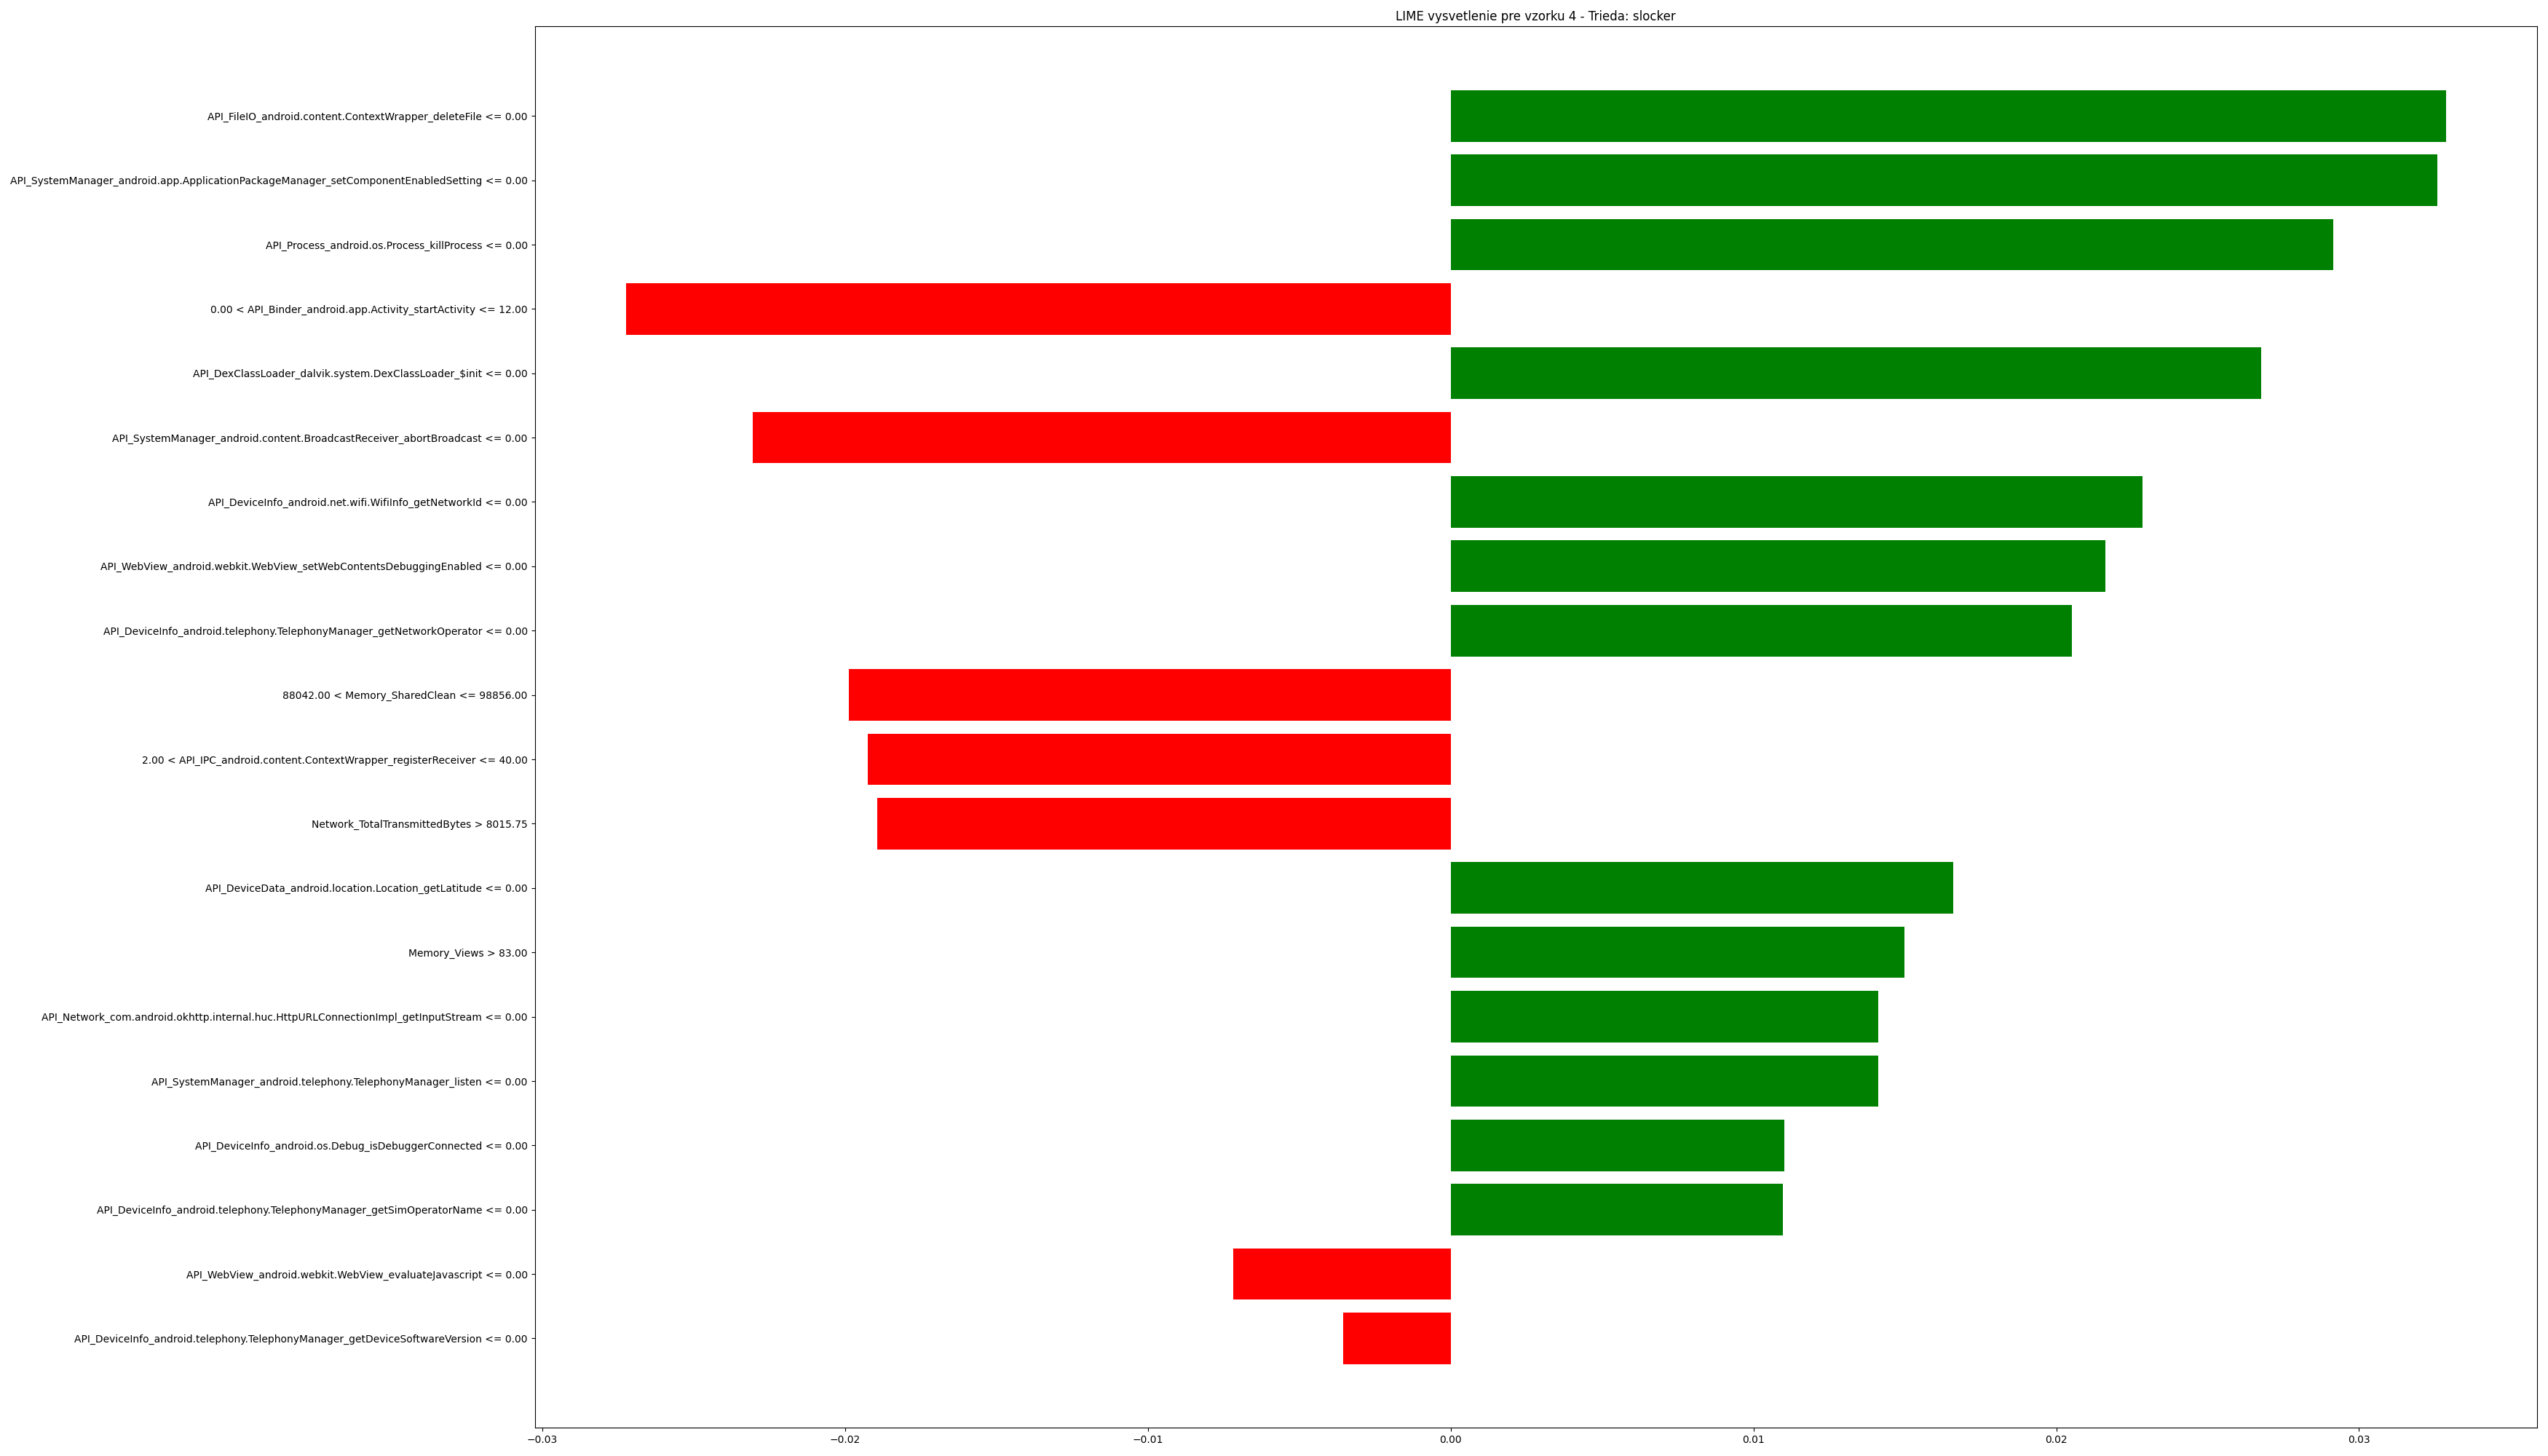 LIME vysvetlenie pre vzorku 4 - Trieda: slocker
API_FileIO_android.content.ContextWrapper_deleteFile <= 0.00
API_SystemManager_android.app.ApplicationPackageManager_setComponentEnabledSetting <= 0.00
API_Process_android.os.Process_killProcess <= 0.00
0.00 < API_Binder_android.app.Activity_startActivity <= 12.00
API_DexClassLoader_dalvik.system.DexClassLoader_$init <= 0.00
API_SystemManager_android.content.BroadcastReceiver_abortBroadcast <= 0.00
API_DeviceInfo_android.net.wifi.WifiInfo_getNetworkId <= 0.00
API_WebView_android.webkit.WebView_setWebContentsDebuggingEnabled <= 0.00
API_DeviceInfo_android.telephony.TelephonyManager_getNetworkOperator <= 0.00
88042.00 < Memory_SharedClean <= 98856.00
2.00 < API_IPC_android.content.ContextWrapper_registerReceiver <= 40.00
Network_TotalTransmittedBytes > 8015.75
API_DeviceData_android.location.Location_getLatitude <= 0.00
Memory_Views > 83.00
API_Network_com.android.okhttp.internal.huc.HttpURLConnectionImpl_getInputStream <= 0.00
API_SystemManager_android.telephony.TelephonyManager_listen <= 0.00
API_DeviceInfo_android.os.Debug_isDebuggerConnected <= 0.00
API_DeviceInfo_android.telephony.TelephonyManager_getSimOperatorName <= 0.00
API_WebView_android.webkit.WebView_evaluateJavascript <= 0.00
API_DeviceInfo_android.telephony.TelephonyManager_getDeviceSoftwareVersion <= 0.00
−0.03 −0.02 −0.01 0.00 0.01 0.02 0.03